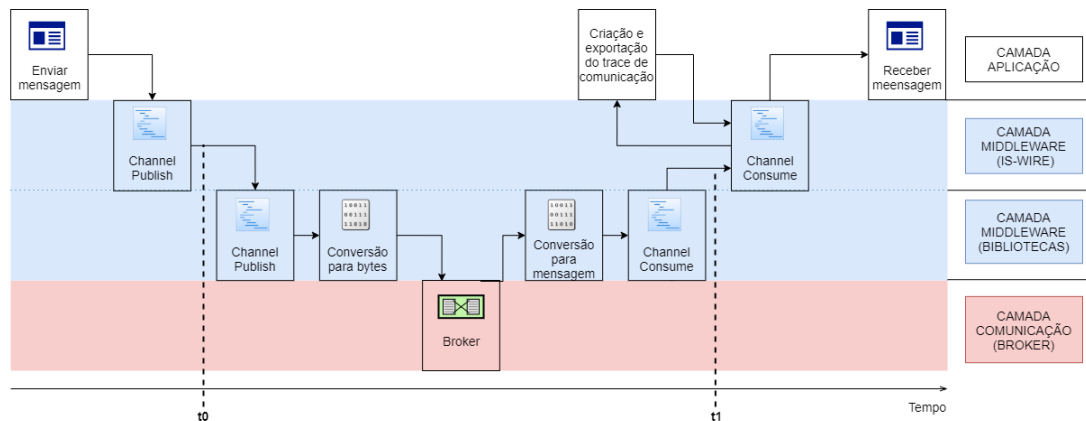 Enviar
mensagem
Criação e
exportação
do trace de
comunicação
Receber
meensagem
CAMADA
APLICAÇÃO
Channel
Publish
Channel
Consume
CAMADA
MIDDLEWARE
(IS-WIRE)
Channel
Publish
10011
00111
11010
Conversão
para bytes
10011
00111
11010
Conversão
para
mensagem
Channel
Consume
CAMADA
MIDDLEWARE
(BIBLIOTECAS)
Broker
CAMADA
COMUNICAÇÃO
(BROKER)
t0
t1
Tempo